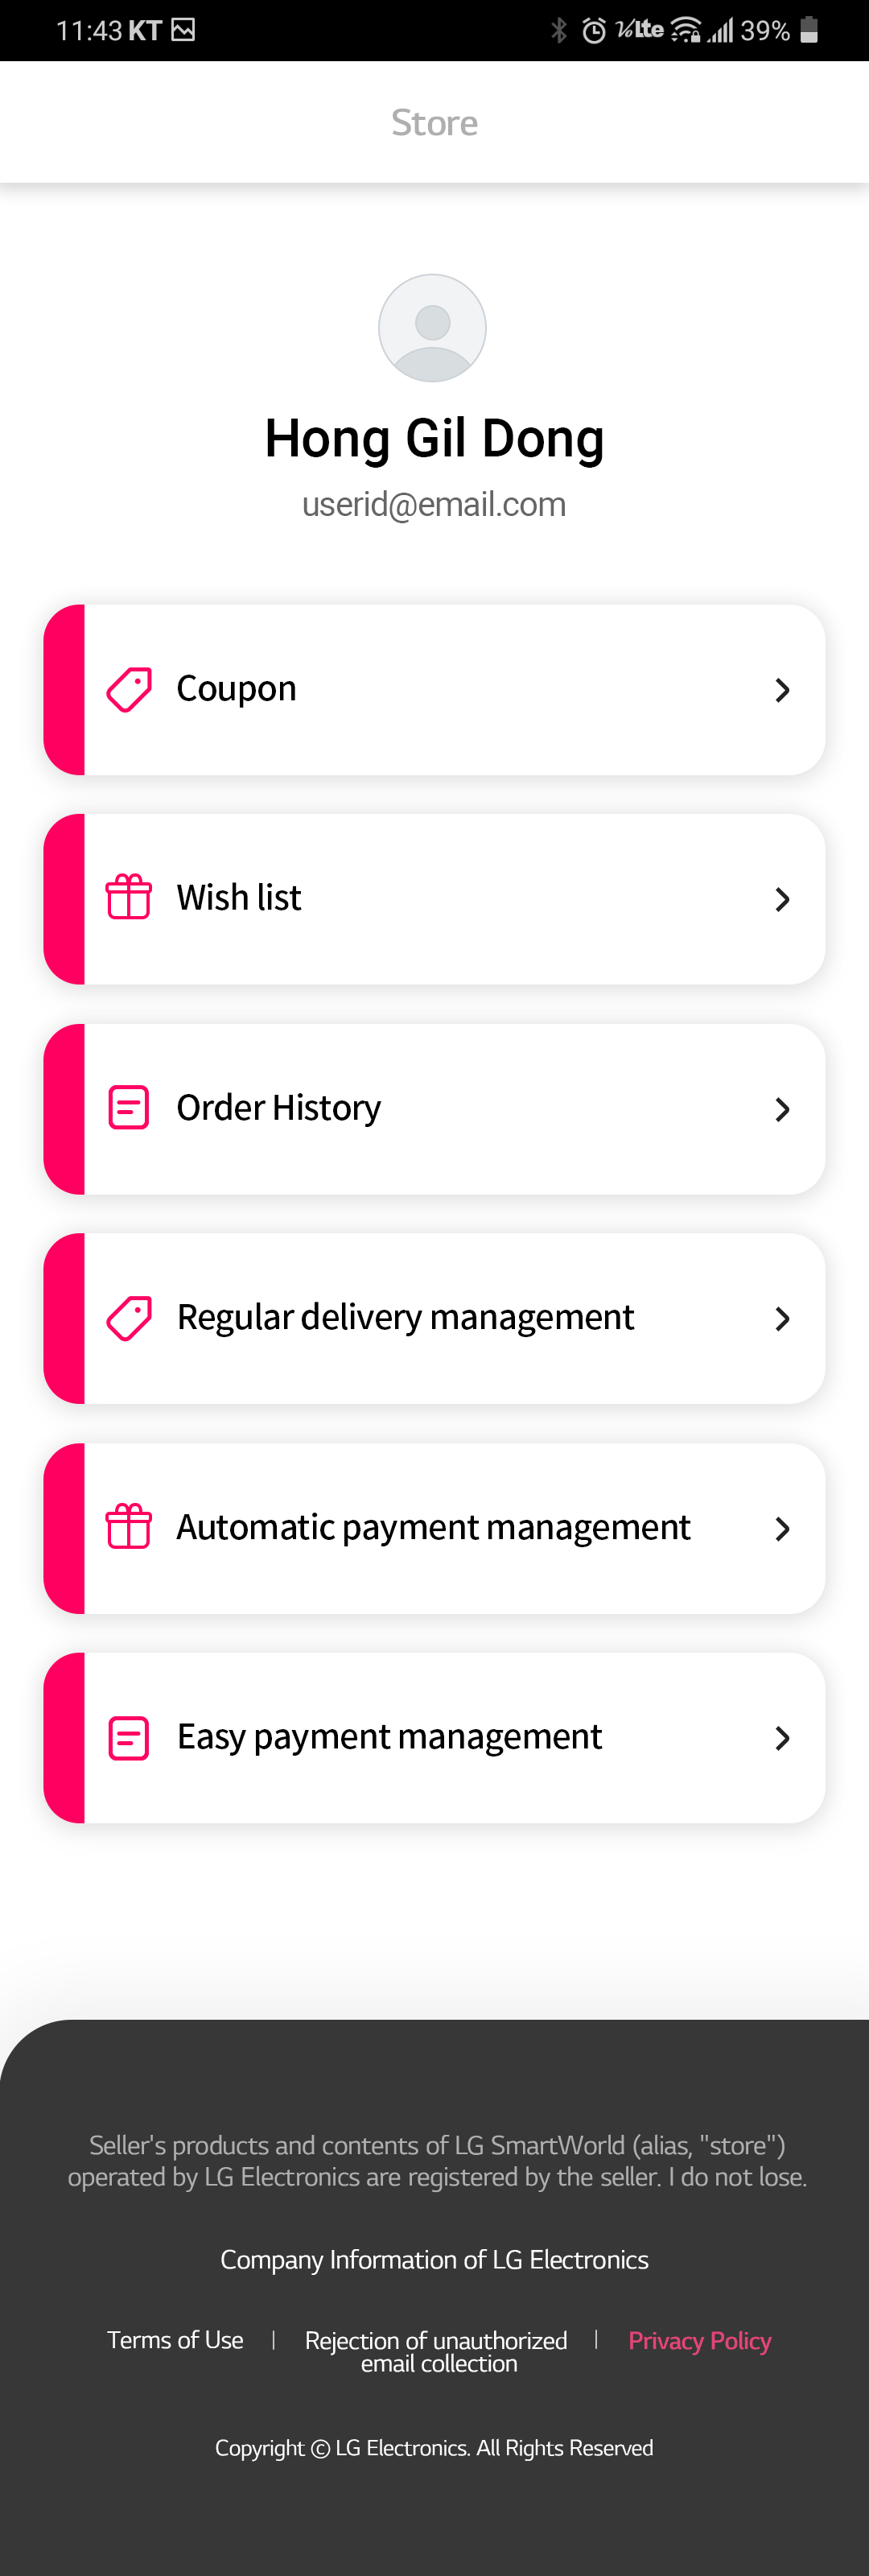 11:43 KT VoLte 39%
Store
Hong Gil Dong
userid@email.com
Coupon
Wish list
Order History
Regular delivery management
Automatic payment management
Easy payment management
Seller's products and contents of LG SmartWorld (alias, "store")
operated by LG Electronics are registered by the seller. I do not lose.
Company Information of LG Electronics
Terms of Use | Rejection of unauthorized | Privacy Policy
email collection
Copyright © LG Electronics. All Rights Reserved